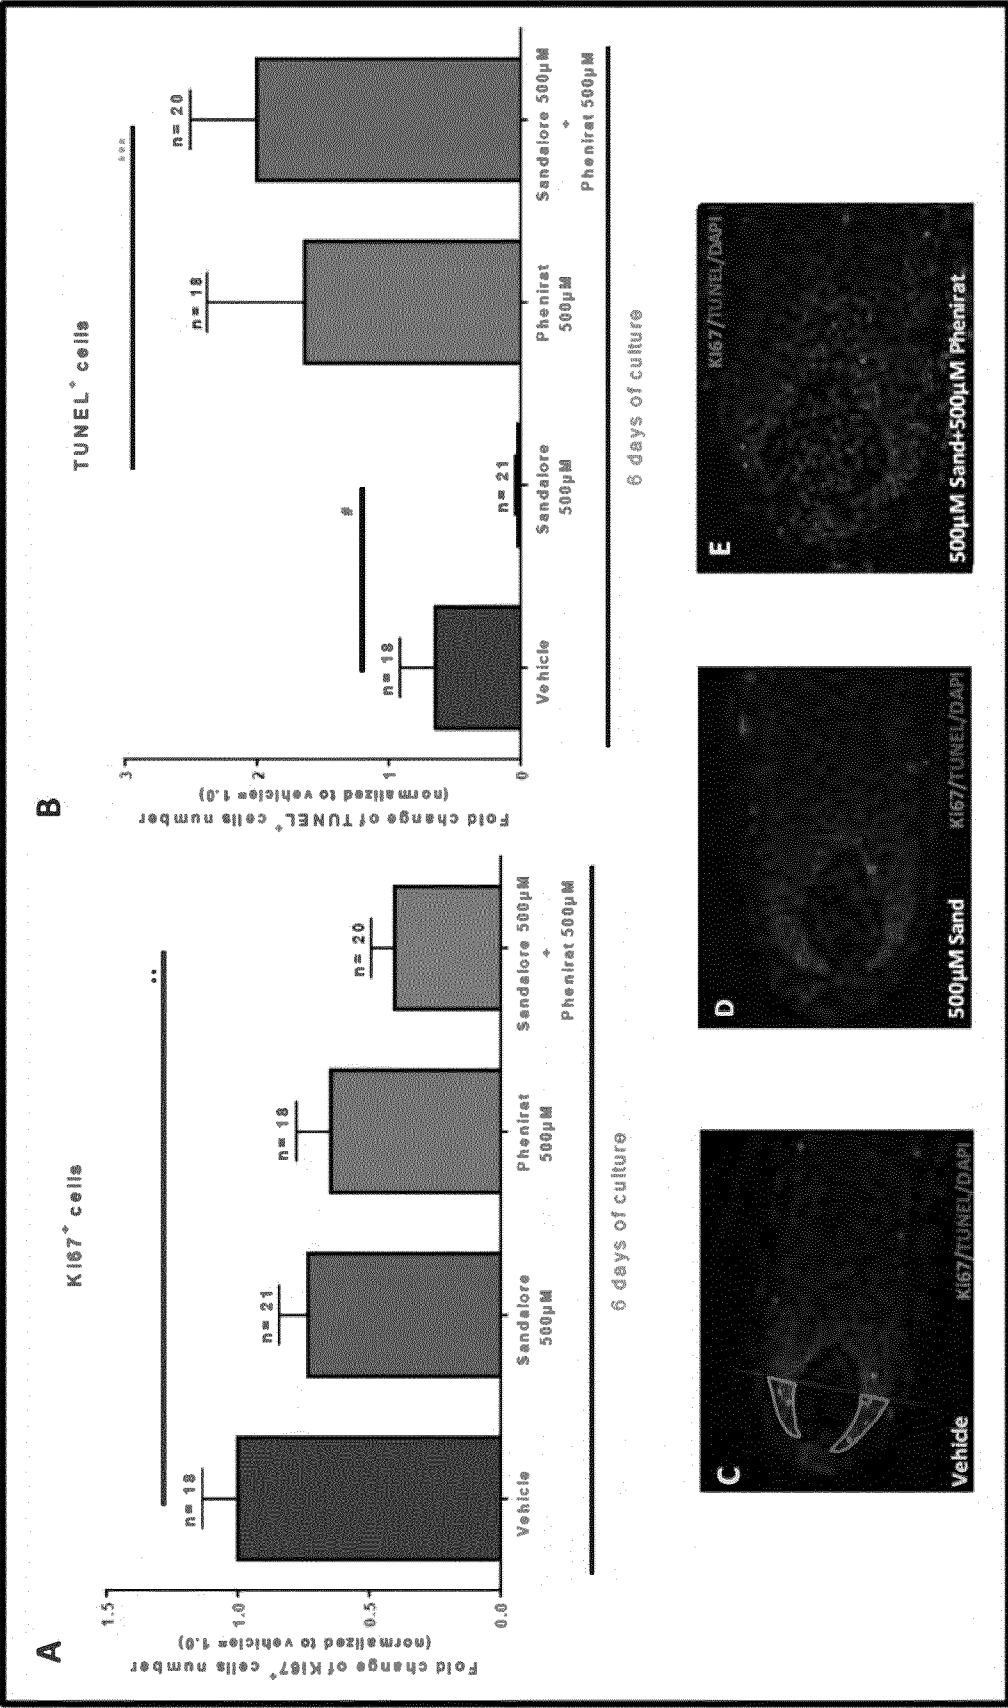 A
KI67⁺ cells
Fold change of KI67⁺ cells number
(normalized to vehicle= 1.0)
1.5
1.0
0.5
0.0
n= 18
n= 21
n= 18
n= 20
Vehicle
Sandalore
500µM
Phenirat
500µM
Sandalore 500µM
+
Phenirat 500µM
6 days of culture
B
TUNEL⁺ cells
Fold change of TUNEL⁺ cells number
(normalized to vehicle= 1.0)
3
2
1
0
n= 18
#
n= 21
n= 18
n= 20
Vehicle
Sandalore
500µM
Phenirat
500µM
Sandalore 500µM
+
Phenirat 500µM
6 days of culture
C
Vehicle
KI67/TUNEL/DAPI
D
500µM Sand
KI67/TUNEL/DAPI
E
KI67/TUNEL/DAPI
500µM Sand+500µM Phenirat